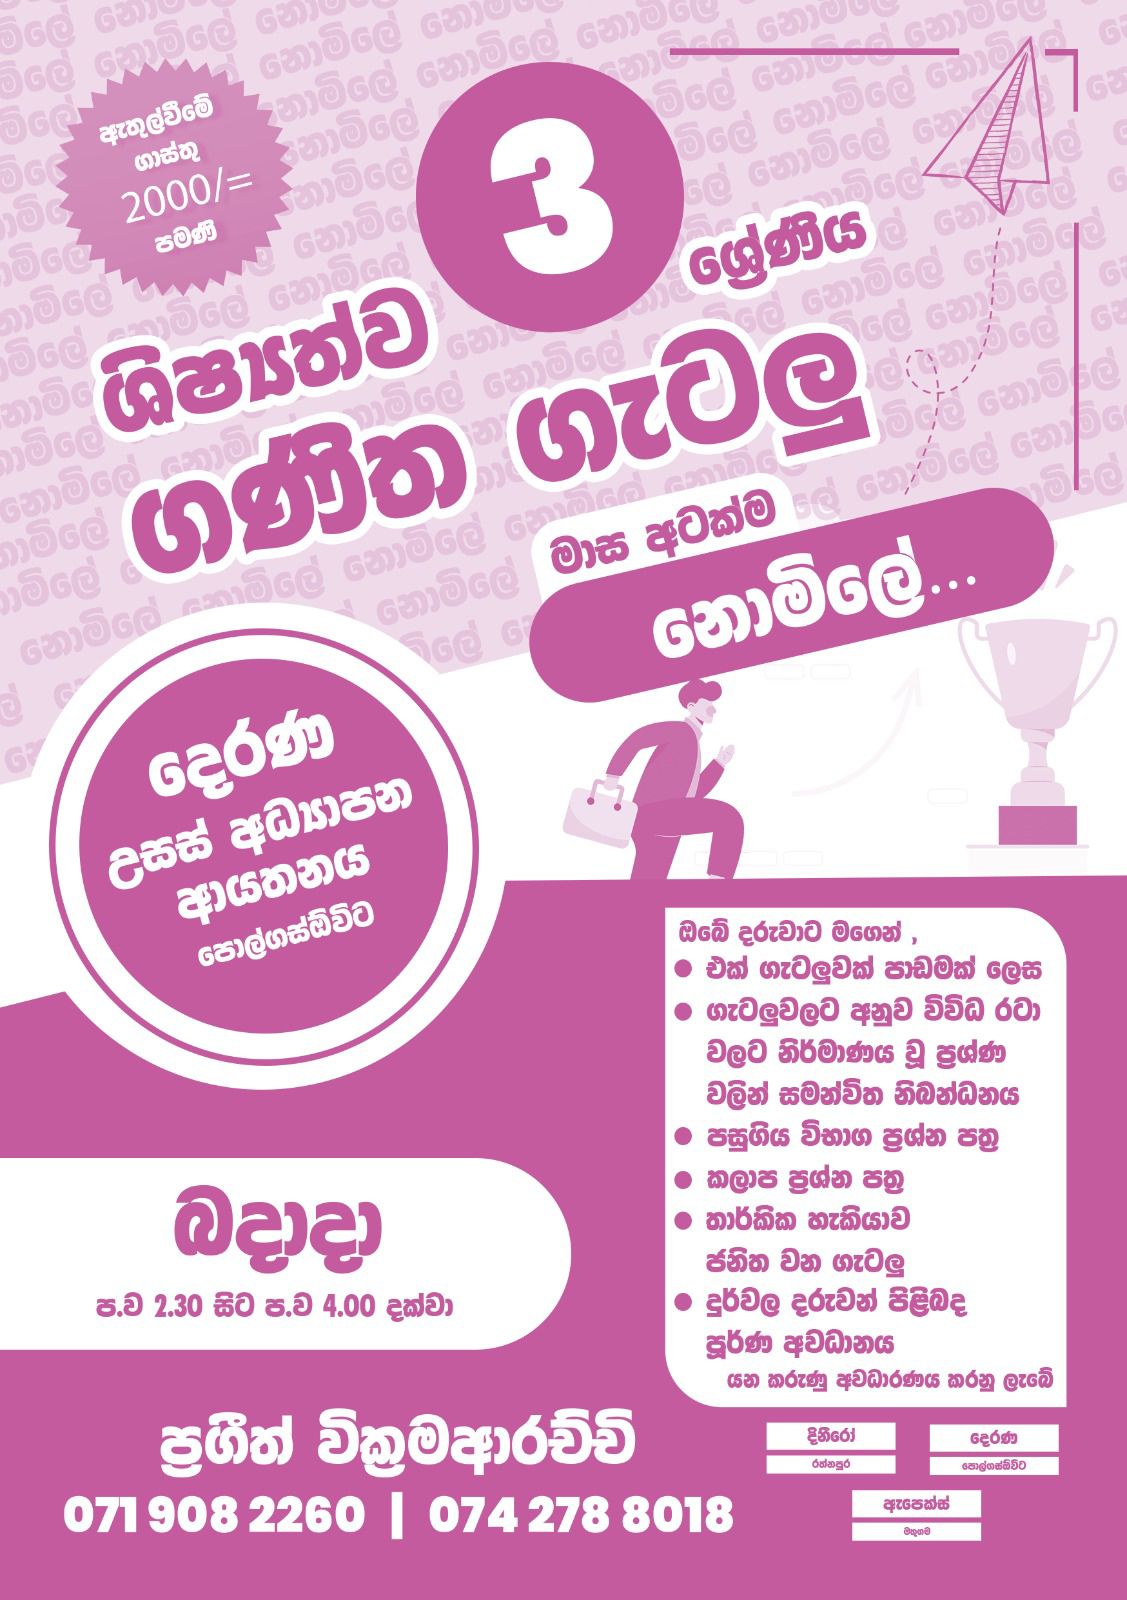 ඇතුල්වීමේ
ගාස්තු
2000/=
පමණි
3
ශ්‍රේණිය
ශිෂ්‍යත්ව
ගණිත ගැටලු
මාස අටක්ම
නොමිලේ...
දෙරණ
උසස් අධ්‍යාපන
ආයතනය
පොල්ගස්ඕවිට
ඔබේ දරුවාට මගෙන් ,
එක් ගැටලුවක් පාඩමක් ලෙස
ගැටලුවලට අනුව විවිධ රටා
වලට නිර්මාණය වූ ප්‍රශ්ණ
වලින් සමන්විත නිබන්ධනය
පසුගිය විභාග ප්‍රශ්න පත්‍ර
කලාප ප්‍රශ්න පත්‍ර
තාර්කික හැකියාව
ජනිත වන ගැටලු
දුර්වල දරුවන් පිළිබද
පූර්ණ අවධානය
යන කරුණු අවධාරණය කරනු ලැබේ
බදාදා
ප.ව 2.30 සිට ප.ව 4.00 දක්වා
ප්‍රගීත් වික්‍රමආරච්චි
071 908 2260 | 074 278 8018
දිනීරෝ
රත්නපුර
දෙරණ
පොල්ගස්ඕවිට
ඇපෙක්ස්
මතුගම